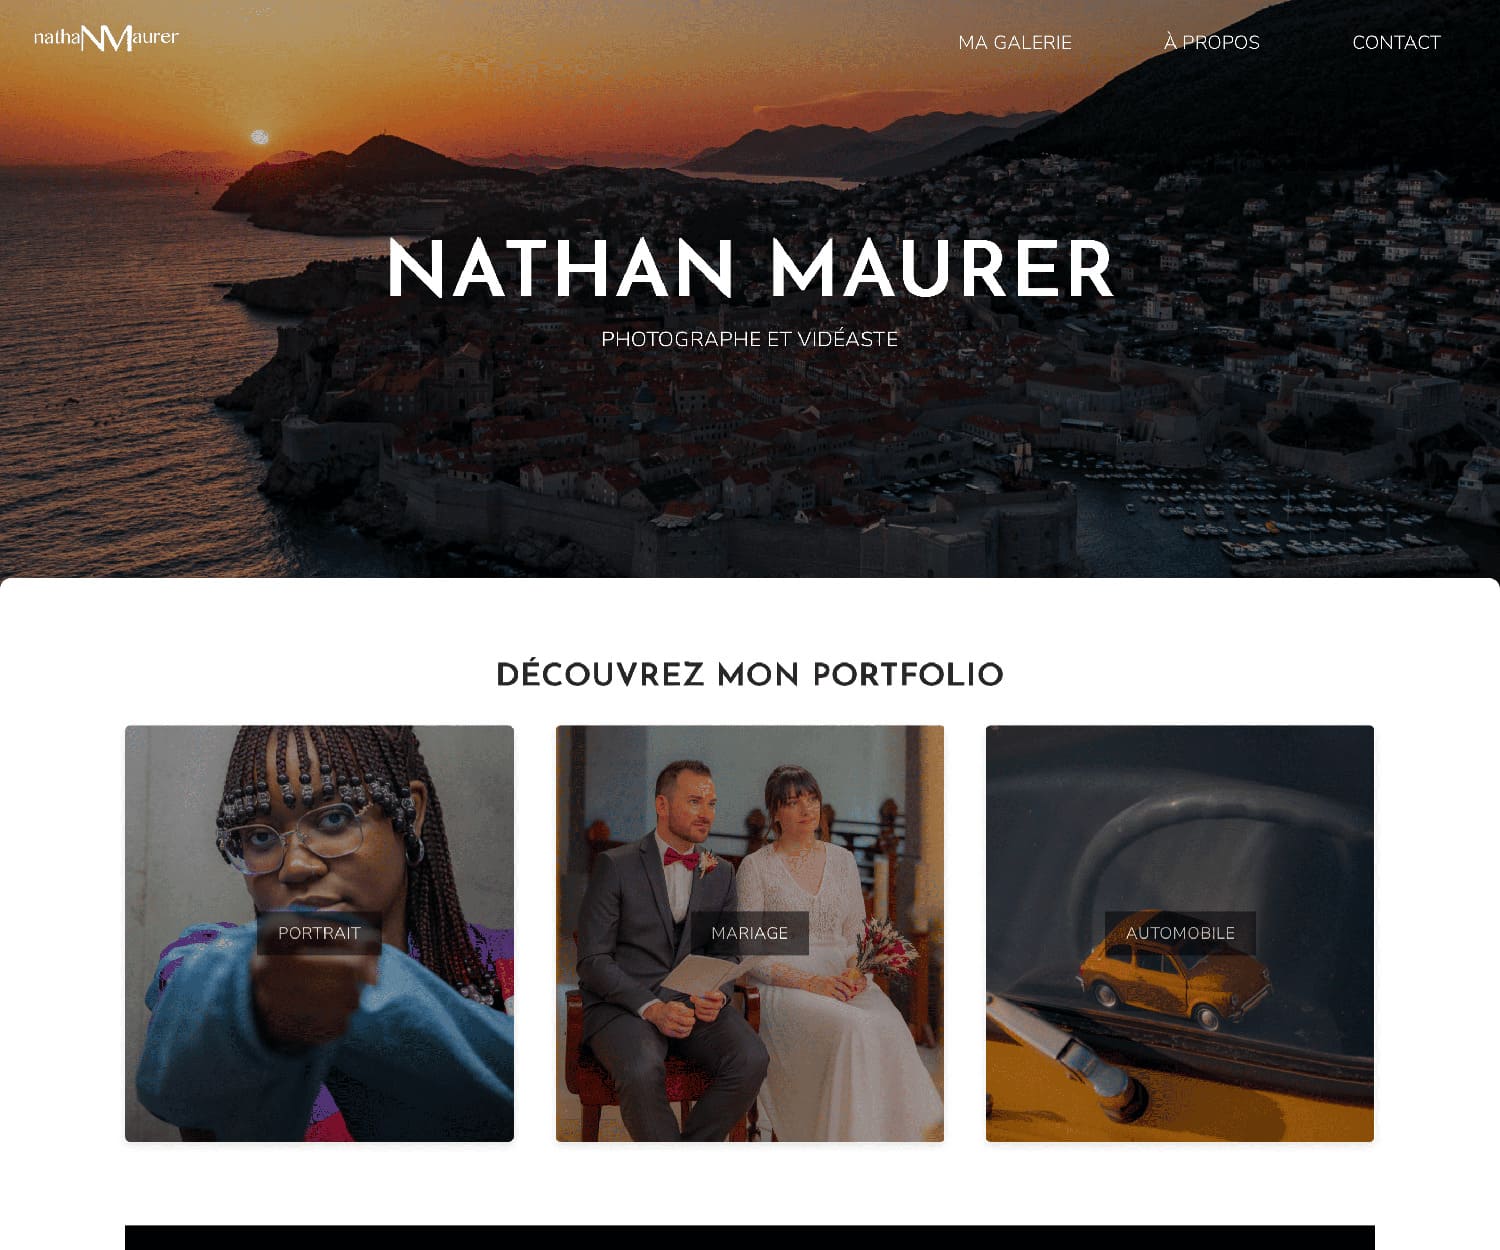 nathaNMaurer
MA GALERIE
À PROPOS
CONTACT
NATHAN MAURER
PHOTOGRAPHE ET VIDÉASTE
DÉCOUVREZ MON PORTFOLIO
PORTRAIT
MARIAGE
AUTOMOBILE